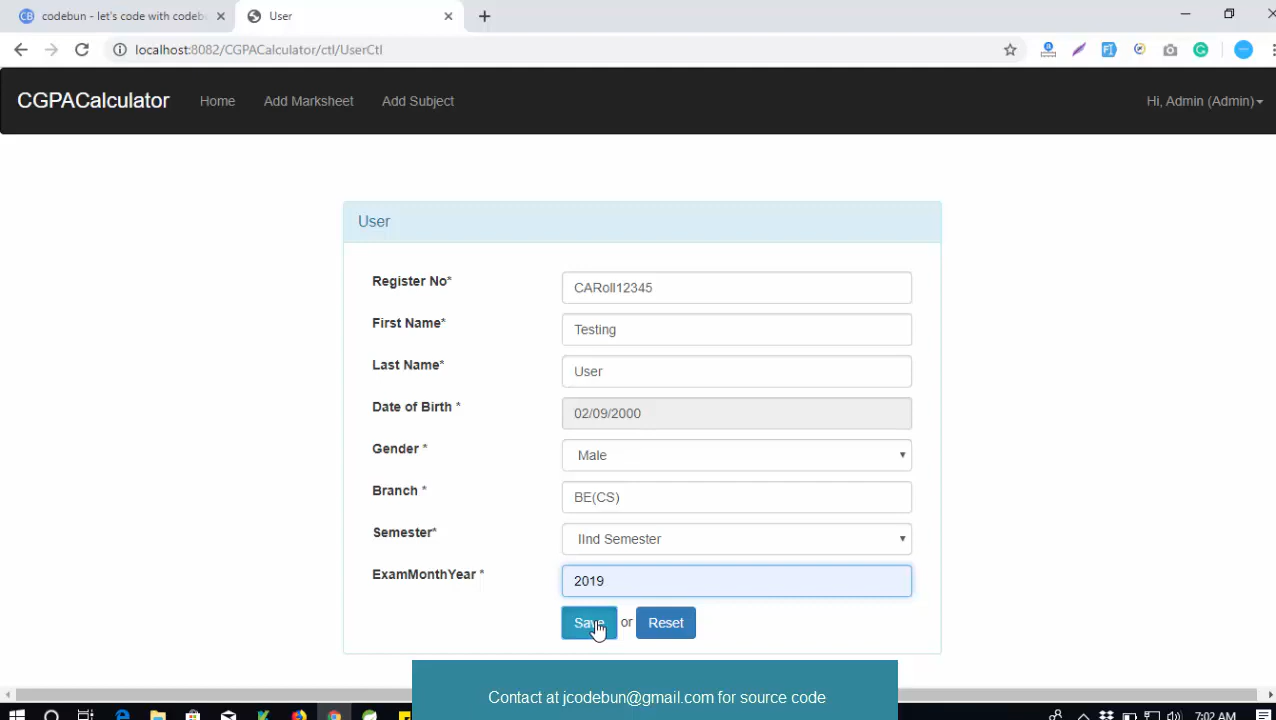 codebun - let's code with codeb
User
localhost:8082/CGPACalculator/ctl/UserCtl
CGPACalculator
Home
Add Marksheet
Add Subject
Hi, Admin (Admin)
User
Register No*
CARoll12345
First Name*
Testing
Last Name*
User
Date of Birth *
02/09/2000
Gender *
Male
Branch *
BE(CS)
Semester*
IInd Semester
ExamMonthYear *
2019
Save or Reset
Contact at jcodebun@gmail.com for source code
7:02 AM